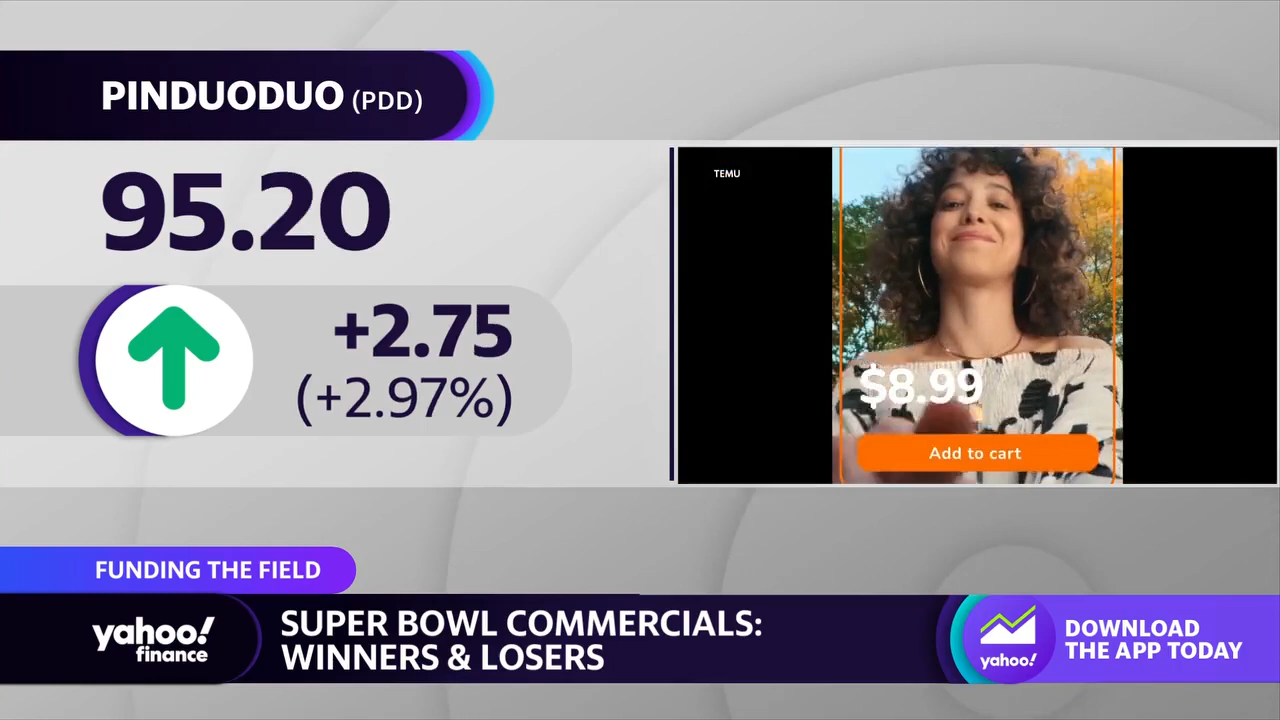 PINDUODUO (PDD)
95.20
+2.75
(+2.97%)
TEMU
$8.99
Add to cart
FUNDING THE FIELD
yahoo!
finance
SUPER BOWL COMMERCIALS:
WINNERS & LOSERS
yahoo!
DOWNLOAD
THE APP TODAY